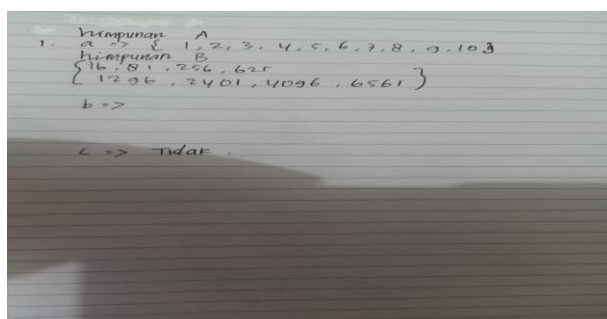 himpunan A
1. a => { 1, 2, 3, 4, 5, 6, 7, 8, 9, 10}
himpunan B
{16, 81, 256, 625
1296, 2401, 4096, 6561}
b =>
c => Tidak.